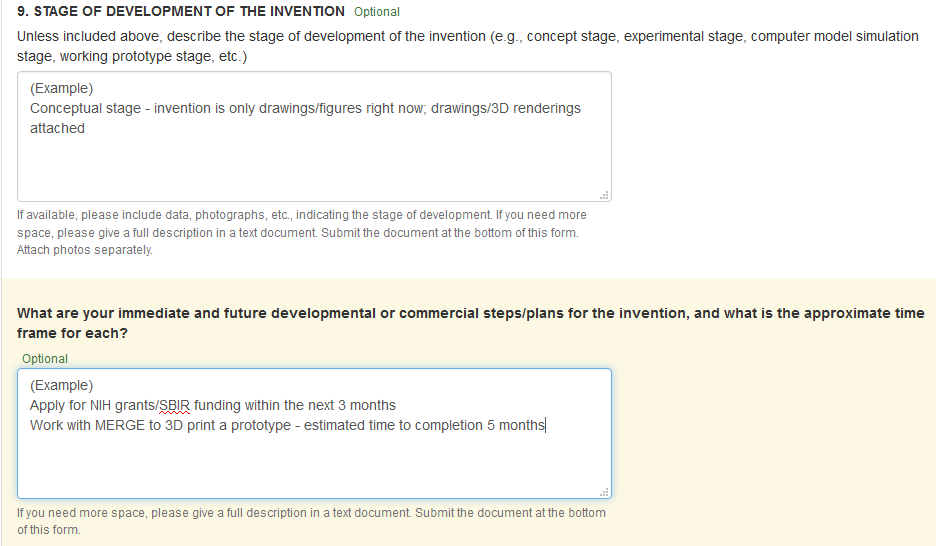 9. STAGE OF DEVELOPMENT OF THE INVENTION Optional
Unless included above, describe the stage of development of the invention (e.g., concept stage, experimental stage, computer model simulation
stage, working prototype stage, etc.)
(Example)
Conceptual stage - invention is only drawings/figures right now; drawings/3D renderings
attached
If available, please include data, photographs, etc., indicating the stage of development. If you need more
space, please give a full description in a text document. Submit the document at the bottom of this form.
Attach photos separately.
What are your immediate and future developmental or commercial steps/plans for the invention, and what is the approximate time
frame for each?
Optional
(Example)
Apply for NIH grants/SBIR funding within the next 3 months
Work with MERGE to 3D print a prototype - estimated time to completion 5 months
If you need more space, please give a full description in a text document. Submit the document at the bottom
of this form.